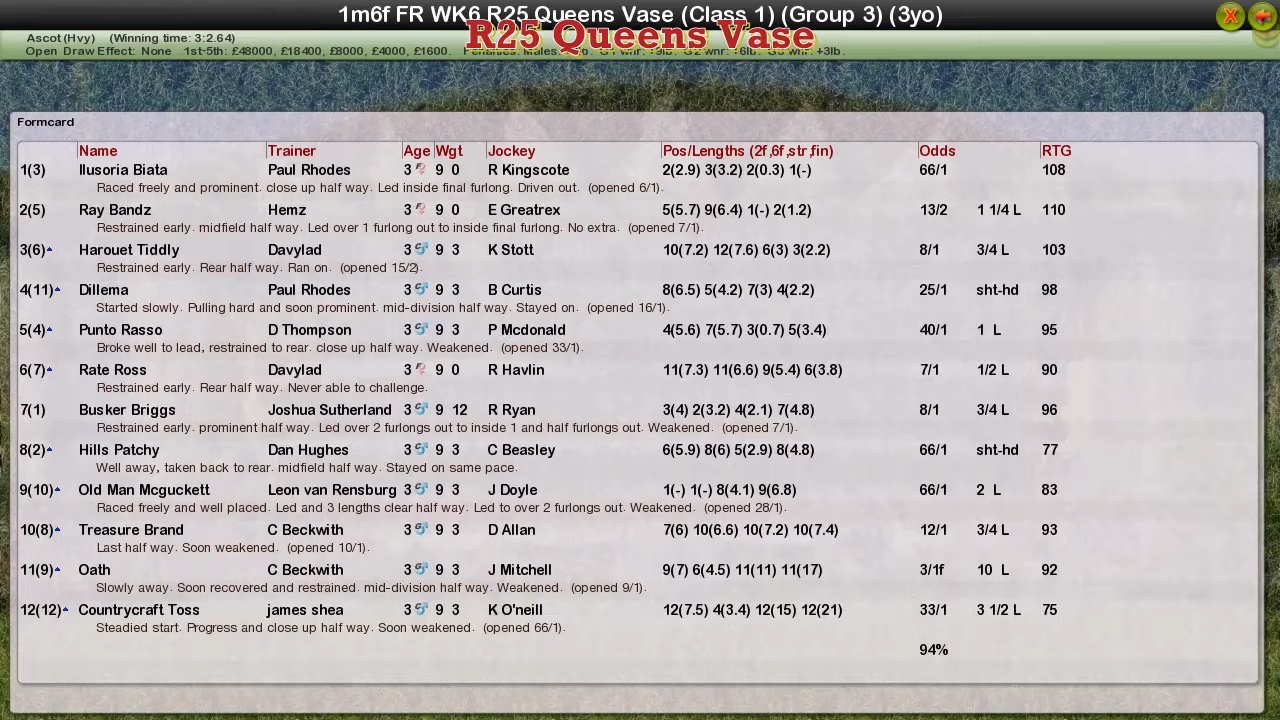 1m6f FR WK6 R25 Queens Vase (Class 1) (Group 3) (3yo)
R25 Queens Vase
Ascot (Hvy) (Winning time: 3:2.64)
Open Draw Effect: None 1st-5th: £48000, £18400, £8000, £4000, £1600. Penalties: Males
Formcard
Name Trainer Age Wgt Jockey Pos/Lengths (2f,6f,str,fin) Odds RTG
1(3) Ilusoria Biata Paul Rhodes 3 9 0 R Kingscote 2(2.9) 3(3.2) 2(0.3) 1(-) 66/1 108
Raced freely and prominent. close up half way. Led inside final furlong. Driven out. (opened 6/1).
2(5) Ray Bandz Hemz 3 9 0 E Greatrex 5(5.7) 9(6.4) 1(-) 2(1.2) 13/2 1 1/4 L 110
Restrained early. midfield half way. Led over 1 furlong out to inside final furlong. No extra. (opened 7/1).
3(6) Harouet Tiddly Davylad 3 9 3 K Stott 10(7.2) 12(7.6) 6(3) 3(2.2) 8/1 3/4 L 103
Restrained early. Rear half way. Ran on. (opened 15/2).
4(11) Dillema Paul Rhodes 3 9 3 B Curtis 8(6.5) 5(4.2) 7(3) 4(2.2) 25/1 sht-hd 98
Started slowly. Pulling hard and soon prominent. mid-division half way. Stayed on. (opened 16/1).
5(4) Punto Rasso D Thompson 3 9 3 P Mcdonald 4(5.6) 7(5.7) 3(0.7) 5(3.4) 40/1 1 L 95
Broke well to lead, restrained to rear. close up half way. Weakened. (opened 33/1).
6(7) Rate Ross Davylad 3 9 0 R Havlin 11(7.3) 11(6.6) 9(5.4) 6(3.8) 7/1 1/2 L 90
Restrained early. Rear half way. Never able to challenge.
7(1) Busker Briggs Joshua Sutherland 3 9 12 R Ryan 3(4) 2(3.2) 4(2.1) 7(4.8) 8/1 3/4 L 96
Restrained early. prominent half way. Led over 2 furlongs out to inside 1 and half furlongs out. Weakened. (opened 7/1).
8(2) Hills Patchy Dan Hughes 3 9 3 C Beasley 6(5.9) 8(6) 5(2.9) 8(4.8) 66/1 sht-hd 77
Well away, taken back to rear. midfield half way. Stayed on same pace.
9(10) Old Man Mcguckett Leon van Rensburg 3 9 3 J Doyle 1(-) 1(-) 8(4.1) 9(6.8) 66/1 2 L 83
Raced freely and well placed. Led and 3 lengths clear half way. Led to over 2 furlongs out. Weakened. (opened 28/1).
10(8) Treasure Brand C Beckwith 3 9 3 D Allan 7(6) 10(6.6) 10(7.2) 10(7.4) 12/1 3/4 L 93
Last half way. Soon weakened. (opened 10/1).
11(9) Oath C Beckwith 3 9 3 J Mitchell 9(7) 6(4.5) 11(11) 11(17) 3/1f 10 L 92
Slowly away. Soon recovered and restrained. mid-division half way. Weakened. (opened 9/1).
12(12) Countrycraft Toss james shea 3 9 3 K O'neill 12(7.5) 4(3.4) 12(15) 12(21) 33/1 3 1/2 L 75
Steadied start. Progress and close up half way. Soon weakened. (opened 66/1).
94%